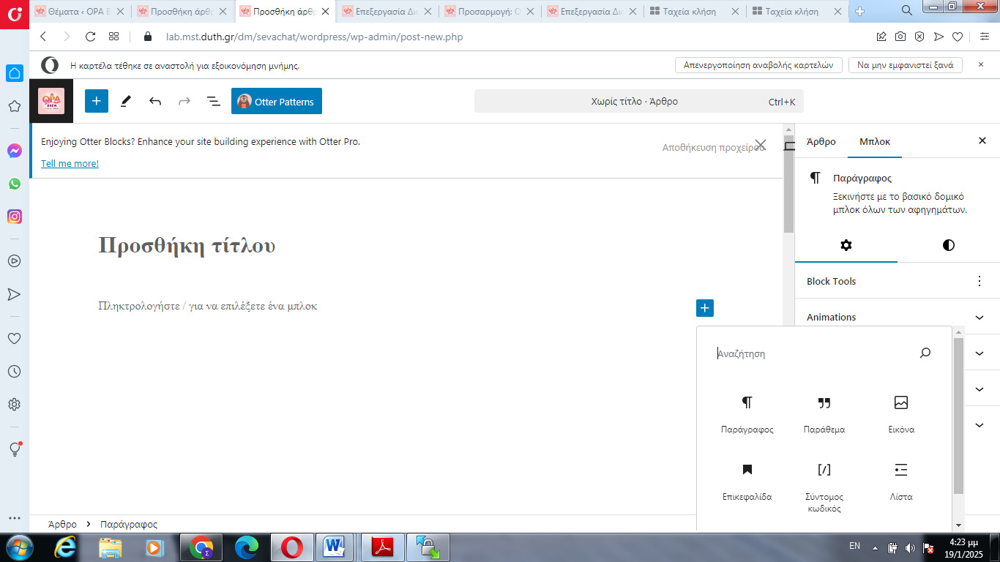 Θέματα ‹ OPA B
Προσθήκη άρθρ
Προσθήκη άρθρ
Επεξεργασία Δι
Προσαρμογή: Ο
Επεξεργασία Δι
Ταχεία κλήση
Ταχεία κλήση
lab.mst.duth.gr/dm/sevachat/wordpress/wp-admin/post-new.php
Η καρτέλα τέθηκε σε αναστολή για εξοικονόμηση μνήμης.
Απενεργοποίηση αναβολής καρτελών
Να μην εμφανιστεί ξανά
OPA
BREW
Otter Patterns
Χωρίς τίτλο · Άρθρο
Ctrl+K
Enjoying Otter Blocks? Enhance your site building experience with Otter Pro.
Tell me more!
Αποθήκευση προχείρου
Άρθρο
Μπλοκ
Παράγραφος
Ξεκινήστε με το βασικό δομικό
μπλοκ όλων των αφηγημάτων.
Block Tools
Animations
Προσθήκη τίτλου
Πληκτρολογήστε / για να επιλέξετε ένα μπλοκ
Αναζήτηση
Παράγραφος
Παράθεμα
Εικόνα
Επικεφαλίδα
Σύντομος
κωδικός
Λίστα
Άρθρο
Παράγραφος
EN
4:23 μμ
19/1/2025